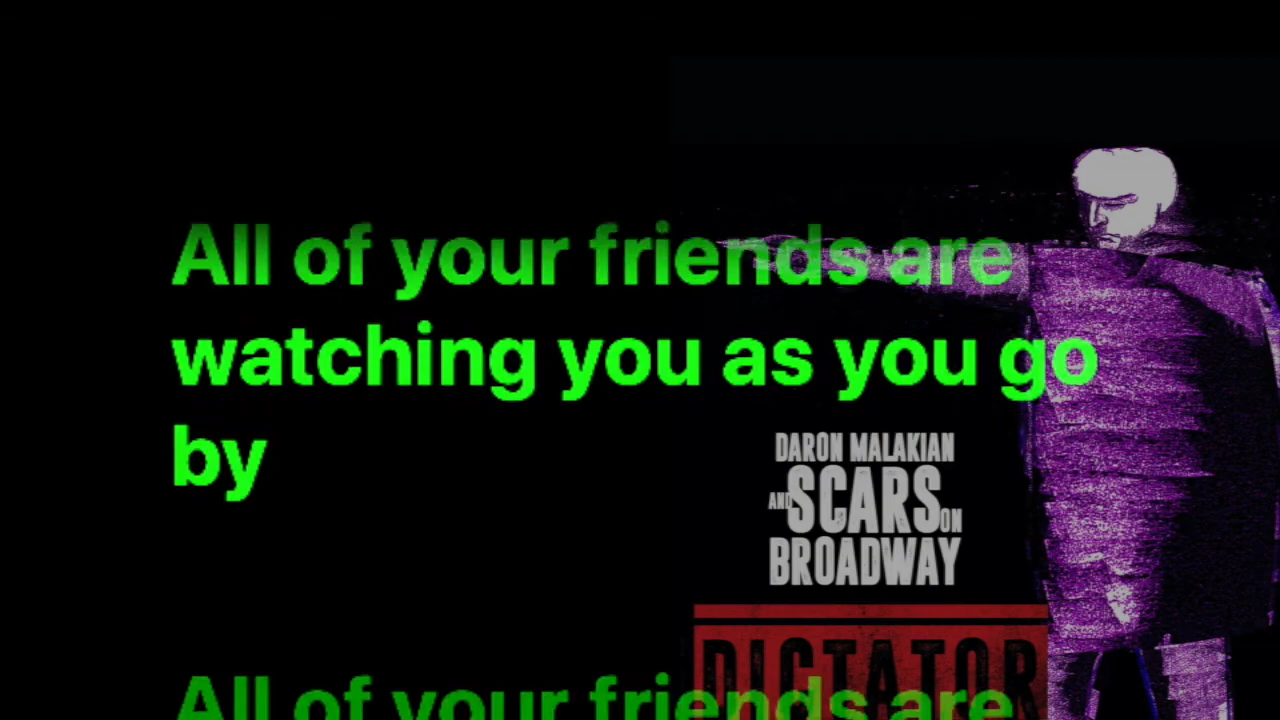 All of your friends are
watching you as you go
by
DARON MALAKIAN
AND SCARS ON
BROADWAY
DICTATOR
All of your friends are